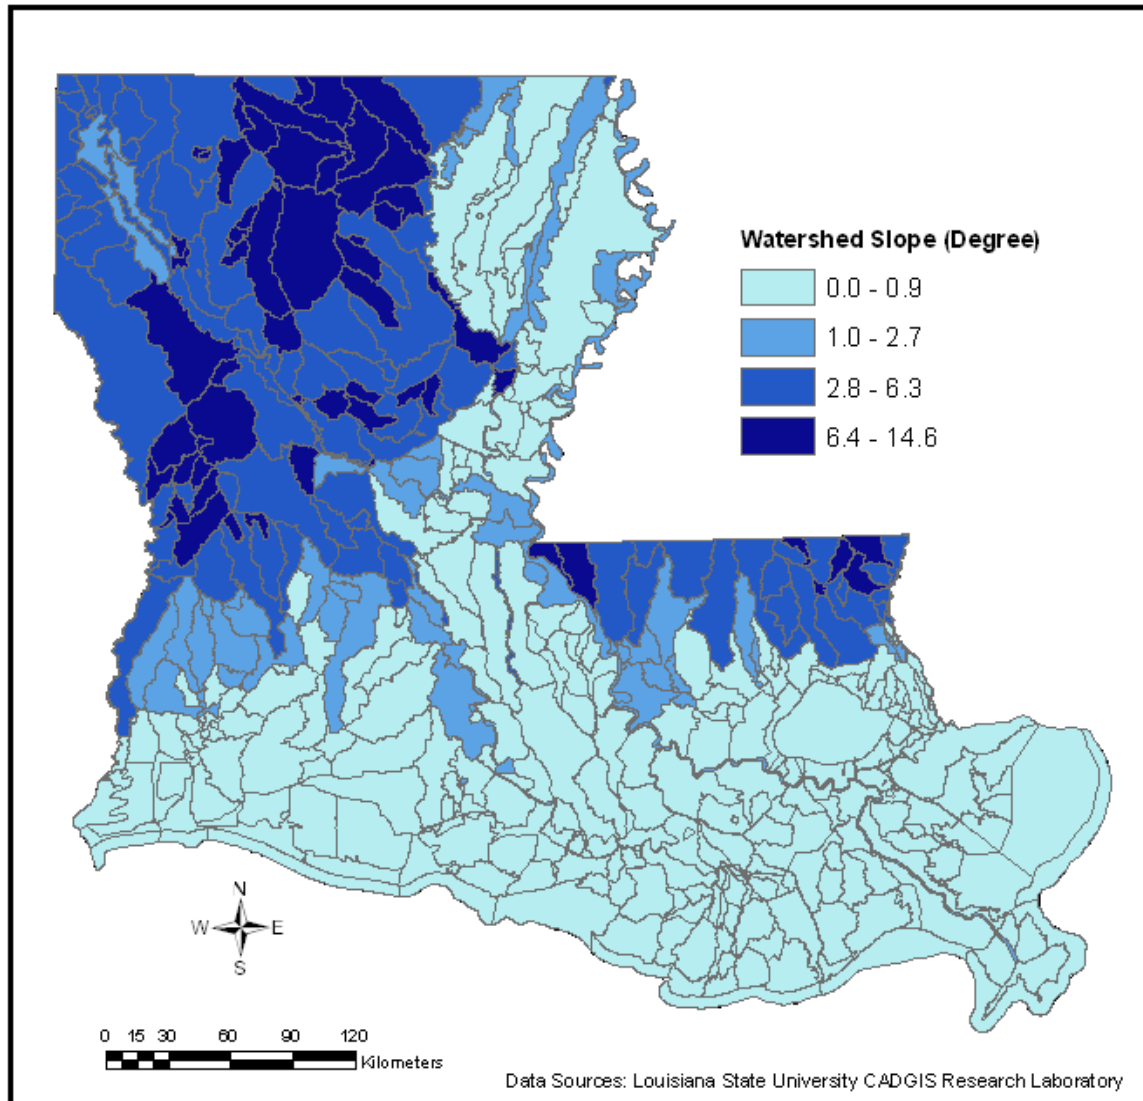 Watershed Slope (Degree)
0.0 - 0.9
1.0 - 2.7
2.8 - 6.3
6.4 - 14.6
N
W E
S
0 15 30 60 90 120
Kilometers
Data Sources: Louisiana State University CADGIS Research Laboratory